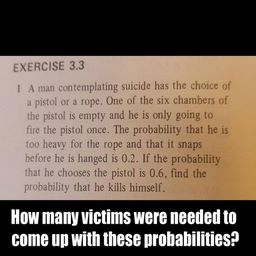 EXERCISE 3.3
1 A man contemplating suicide has the choice of
a pistol or a rope. One of the six chambers of
the pistol is empty and he is only going to
fire the pistol once. The probability that he is
too heavy for the rope and that it snaps
before he is hanged is 0.2. If the probability
that he chooses the pistol is 0.6, find the
probability that he kills himself.
How many victims were needed to
come up with these probabilities?